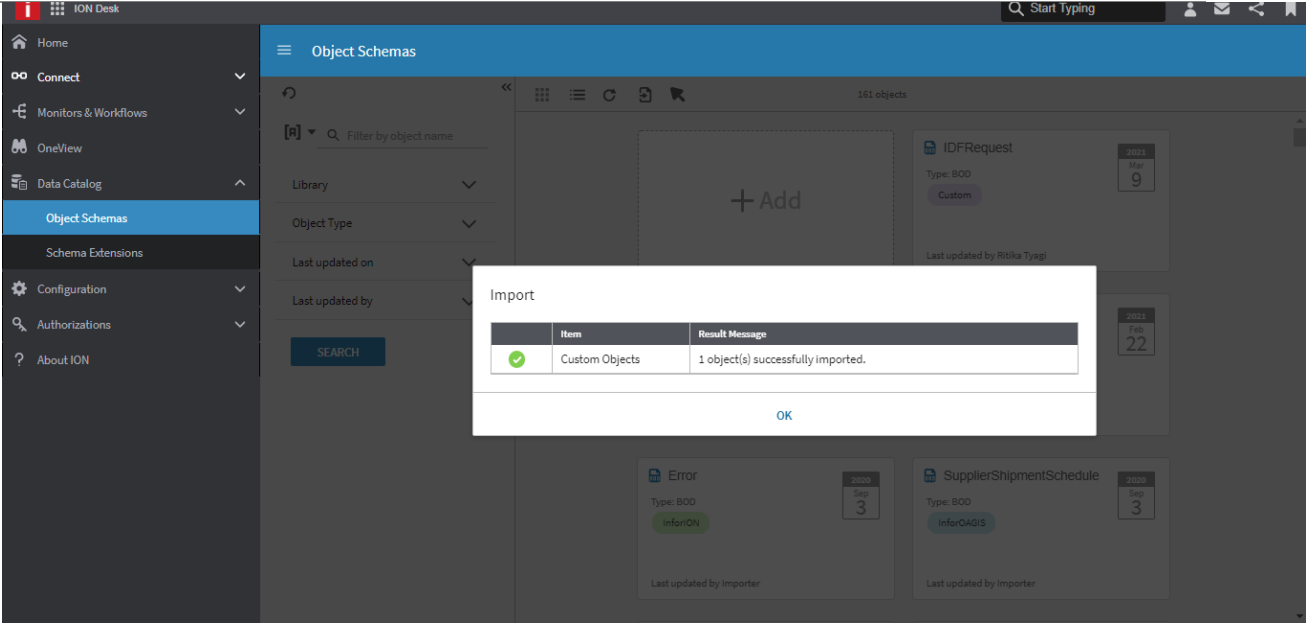 i ION Desk Start Typing
Home
Connect
Monitors & Workflows
OneView
Data Catalog
Object Schemas
Schema Extensions
Configuration
Authorizations
? About ION
Object Schemas
[A] Filter by object name
Library
Object Type
Last updated on
Last updated by
SEARCH
161 objects
+ Add
IDFRequest
Type: BOD
Custom
2021
Mar
9
Last updated by Ritika Tyagi
2021
Feb
22
Import
Item Result Message
Custom Objects 1 object(s) successfully imported.
OK
Error
Type: BOD
InforION
2020
Sep
3
Last updated by Importer
SupplierShipmentSchedule
Type: BOD
InforOAGIS
2020
Sep
3
Last updated by Importer